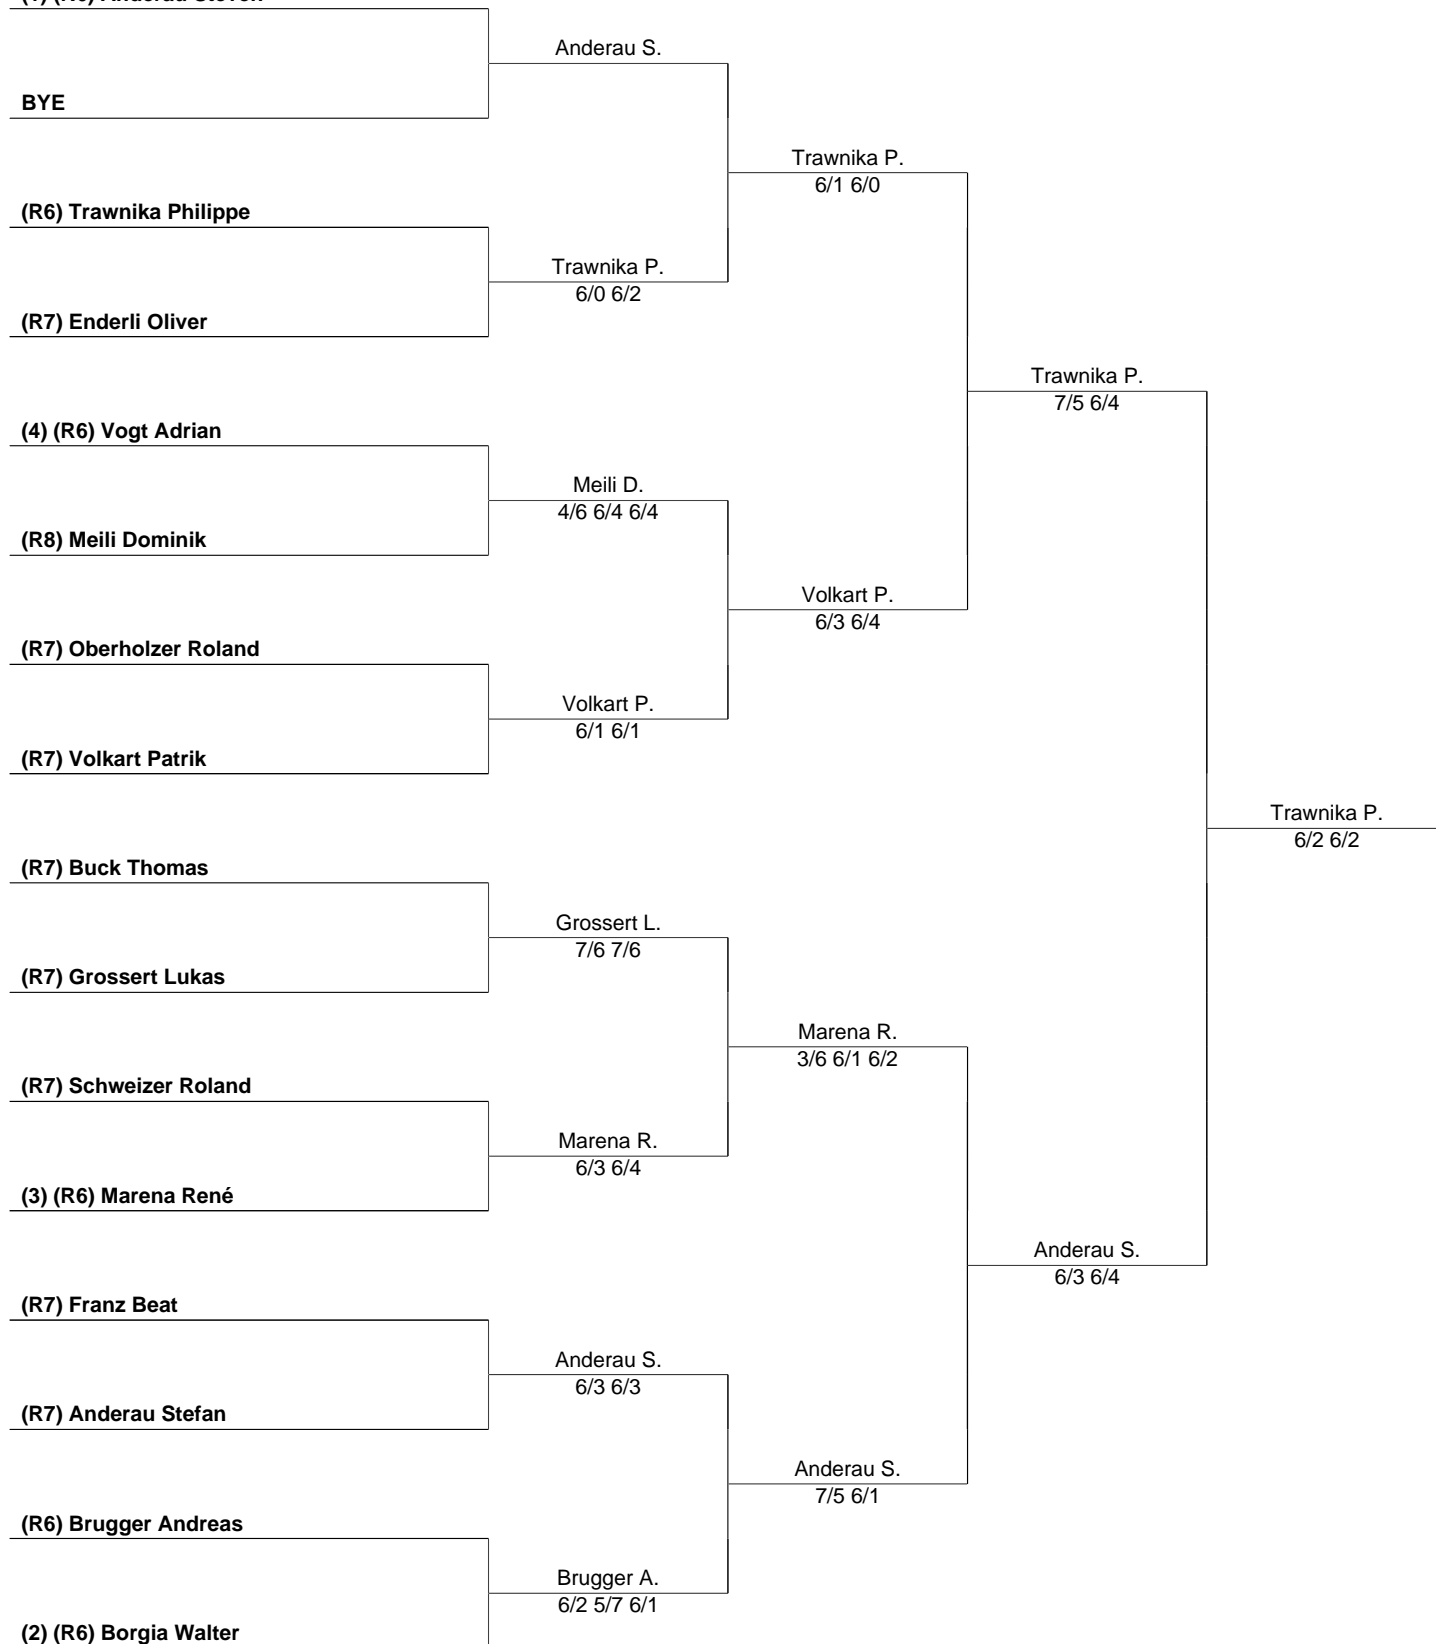 Anderau S.
BYE
Trawnika P.
6/1 6/0
(R6) Trawnika Philippe
Trawnika P.
6/0 6/2
(R7) Enderli Oliver
Trawnika P.
7/5 6/4
(4) (R6) Vogt Adrian
Meili D.
4/6 6/4 6/4
(R8) Meili Dominik
Volkart P.
6/3 6/4
(R7) Oberholzer Roland
Volkart P.
6/1 6/1
(R7) Volkart Patrik
Trawnika P.
6/2 6/2
(R7) Buck Thomas
Grossert L.
7/6 7/6
(R7) Grossert Lukas
Marena R.
3/6 6/1 6/2
(R7) Schweizer Roland
Marena R.
6/3 6/4
(3) (R6) Marena René
Anderau S.
6/3 6/4
(R7) Franz Beat
Anderau S.
6/3 6/3
(R7) Anderau Stefan
Anderau S.
7/5 6/1
(R6) Brugger Andreas
Brugger A.
6/2 5/7 6/1
(2) (R6) Borgia Walter